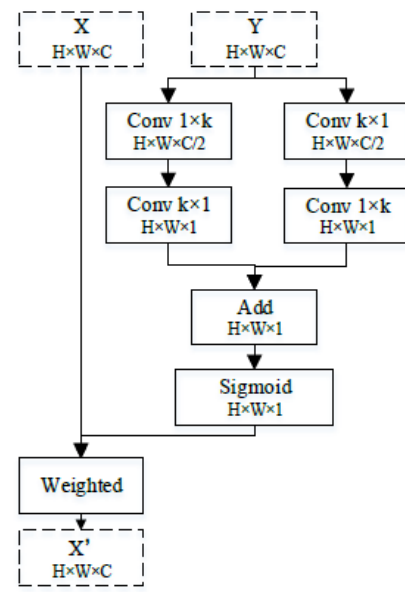 X
H×W×C
Y
H×W×C
Conv 1×k
H×W×C/2
Conv k×1
H×W×C/2
Conv k×1
H×W×1
Conv 1×k
H×W×1
Add
H×W×1
Sigmoid
H×W×1
Weighted
X’
H×W×C